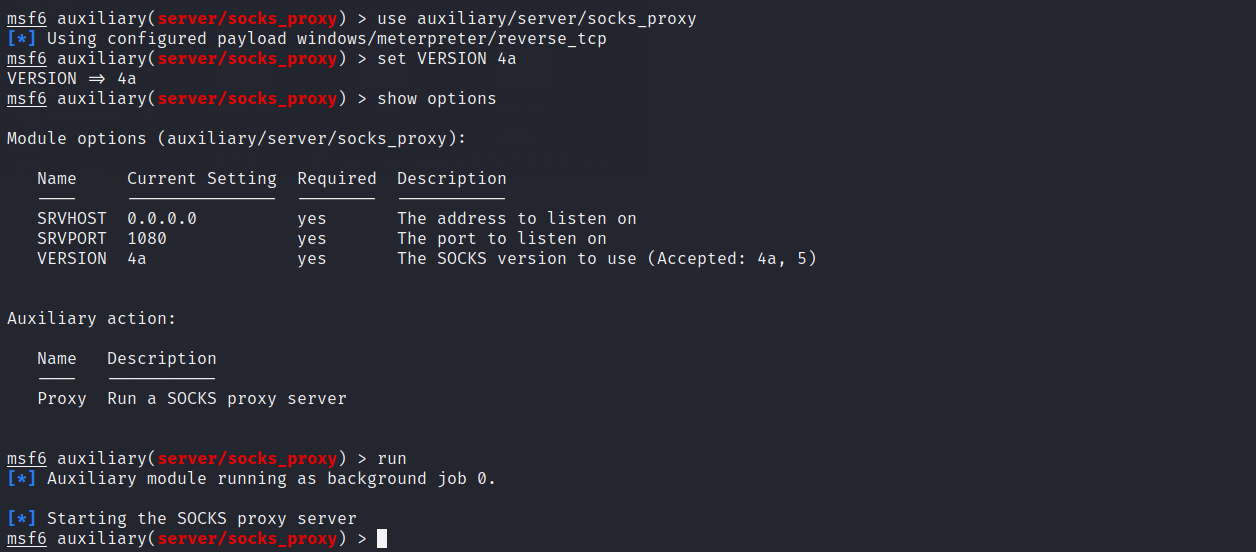 msf6 auxiliary(server/socks_proxy) > use auxiliary/server/socks_proxy
[*] Using configured payload windows/meterpreter/reverse_tcp
msf6 auxiliary(server/socks_proxy) > set VERSION 4a
VERSION => 4a
msf6 auxiliary(server/socks_proxy) > show options
Module options (auxiliary/server/socks_proxy):
Name Current Setting Required Description
---- --------------- -------- -----------
SRVHOST 0.0.0.0 yes The address to listen on
SRVPORT 1080 yes The port to listen on
VERSION 4a yes The SOCKS version to use (Accepted: 4a, 5)
Auxiliary action:
Name Description
---- -----------
Proxy Run a SOCKS proxy server
msf6 auxiliary(server/socks_proxy) > run
[*] Auxiliary module running as background job 0.
[*] Starting the SOCKS proxy server
msf6 auxiliary(server/socks_proxy) >